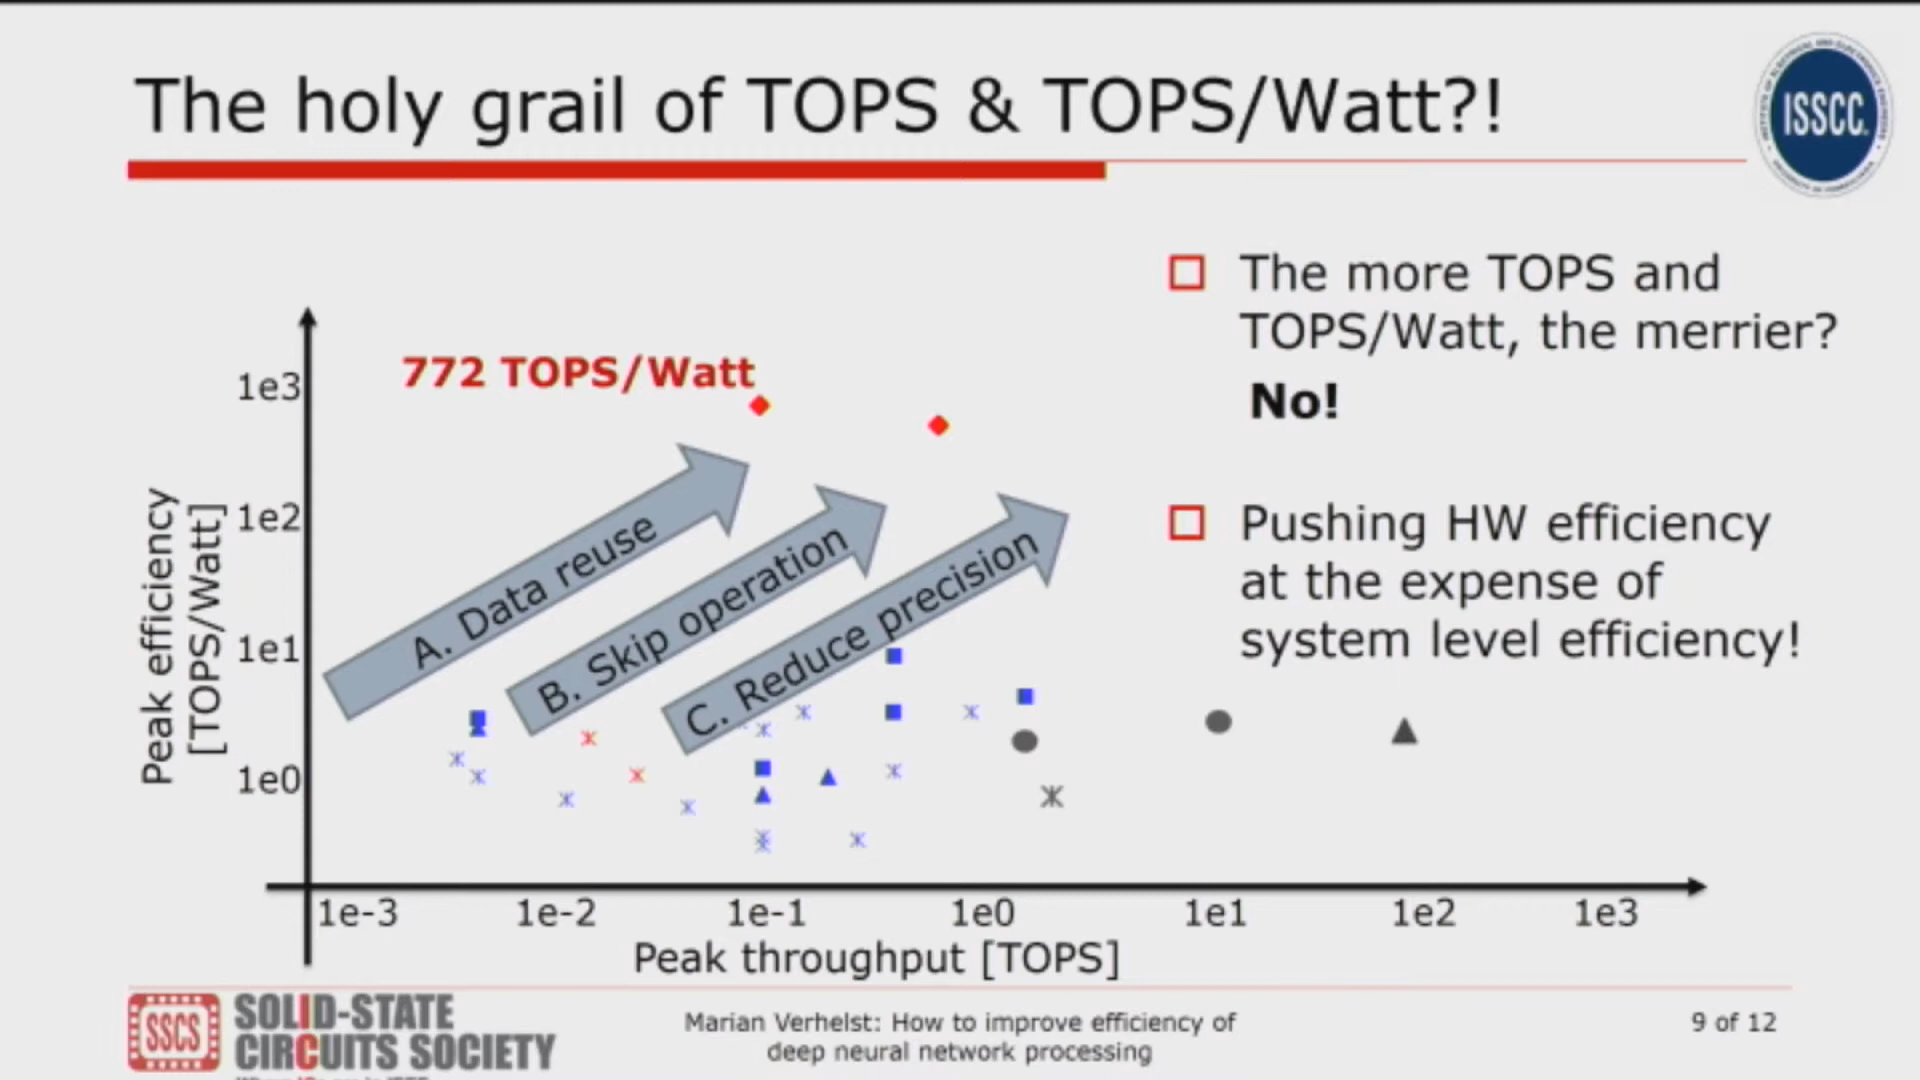 The holy grail of TOPS & TOPS/Watt?!
ISSCC
The more TOPS and
TOPS/Watt, the merrier?
No!
Pushing HW efficiency
at the expense of
system level efficiency!
772 TOPS/Watt
A. Data reuse
B. Skip operation
C. Reduce precision
Peak efficiency
[TOPS/Watt]
1e3
1e2
1e1
1e0
1e-3 1e-2 1e-1 1e0 1e1 1e2 1e3
Peak throughput [TOPS]
SSCS
SOLID-STATE
CIRCUITS SOCIETY
Marian Verhelst: How to improve efficiency of
deep neural network processing
9 of 12